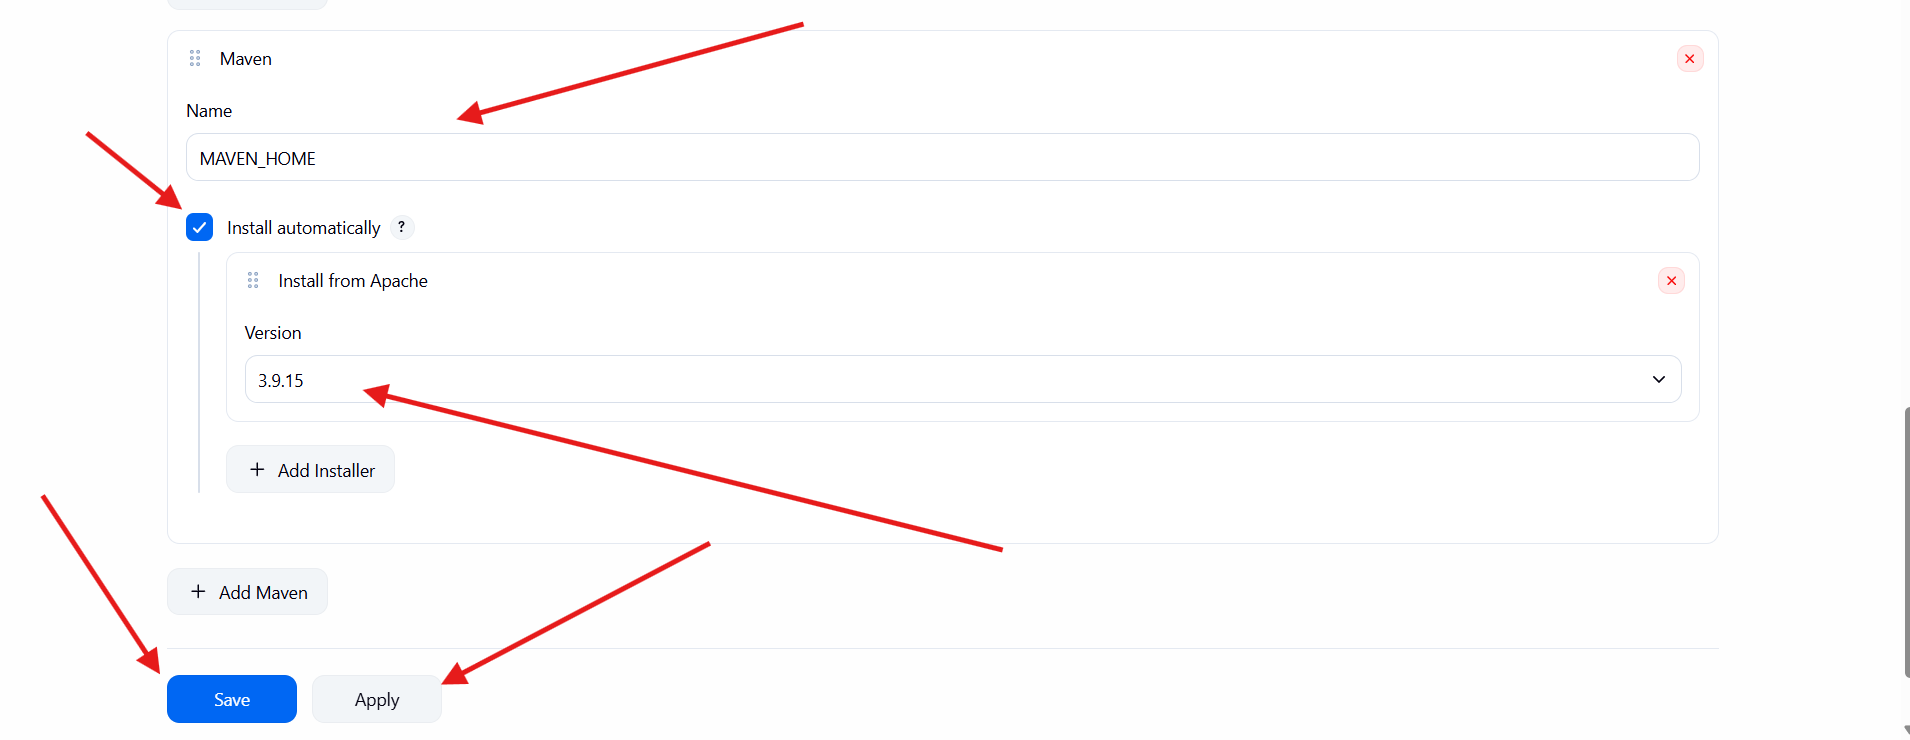 Maven
Name
MAVEN_HOME
Install automatically ?
Install from Apache
Version
3.9.15
Add Installer
Add Maven
Save Apply